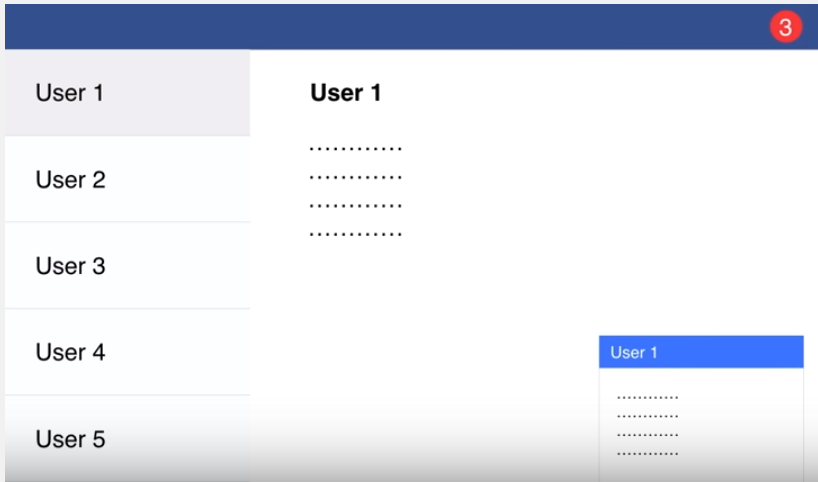 3
User 1
User 2
User 3
User 4
User 5
User 1
............
............
............
............
User 1
............
............
............
............